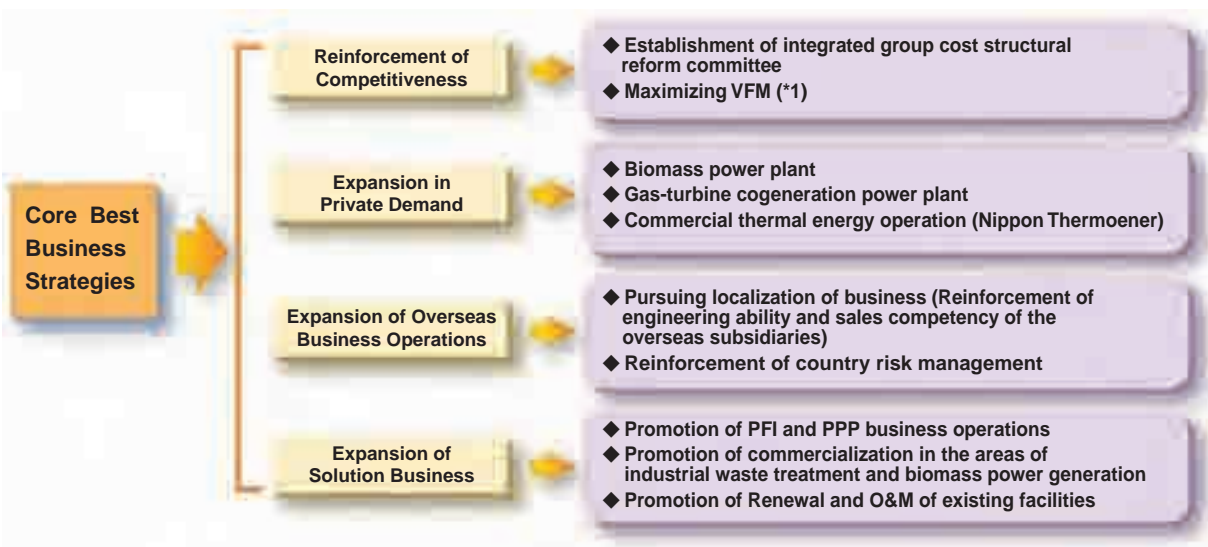 Core Best
Business
Strategies
Reinforcement of
Competitiveness
◆ Establishment of integrated group cost structural
reform committee
◆ Maximizing VFM (*1)
Expansion in
Private Demand
◆ Biomass power plant
◆ Gas-turbine cogeneration power plant
◆ Commercial thermal energy operation (Nippon Thermoener)
Expansion of Overseas
Business Operations
◆ Pursuing localization of business (Reinforcement of
engineering ability and sales competency of the
overseas subsidiaries)
◆ Reinforcement of country risk management
Expansion of
Solution Business
◆ Promotion of PFI and PPP business operations
◆ Promotion of commercialization in the areas of
industrial waste treatment and biomass power generation
◆ Promotion of Renewal and O&M of existing facilities